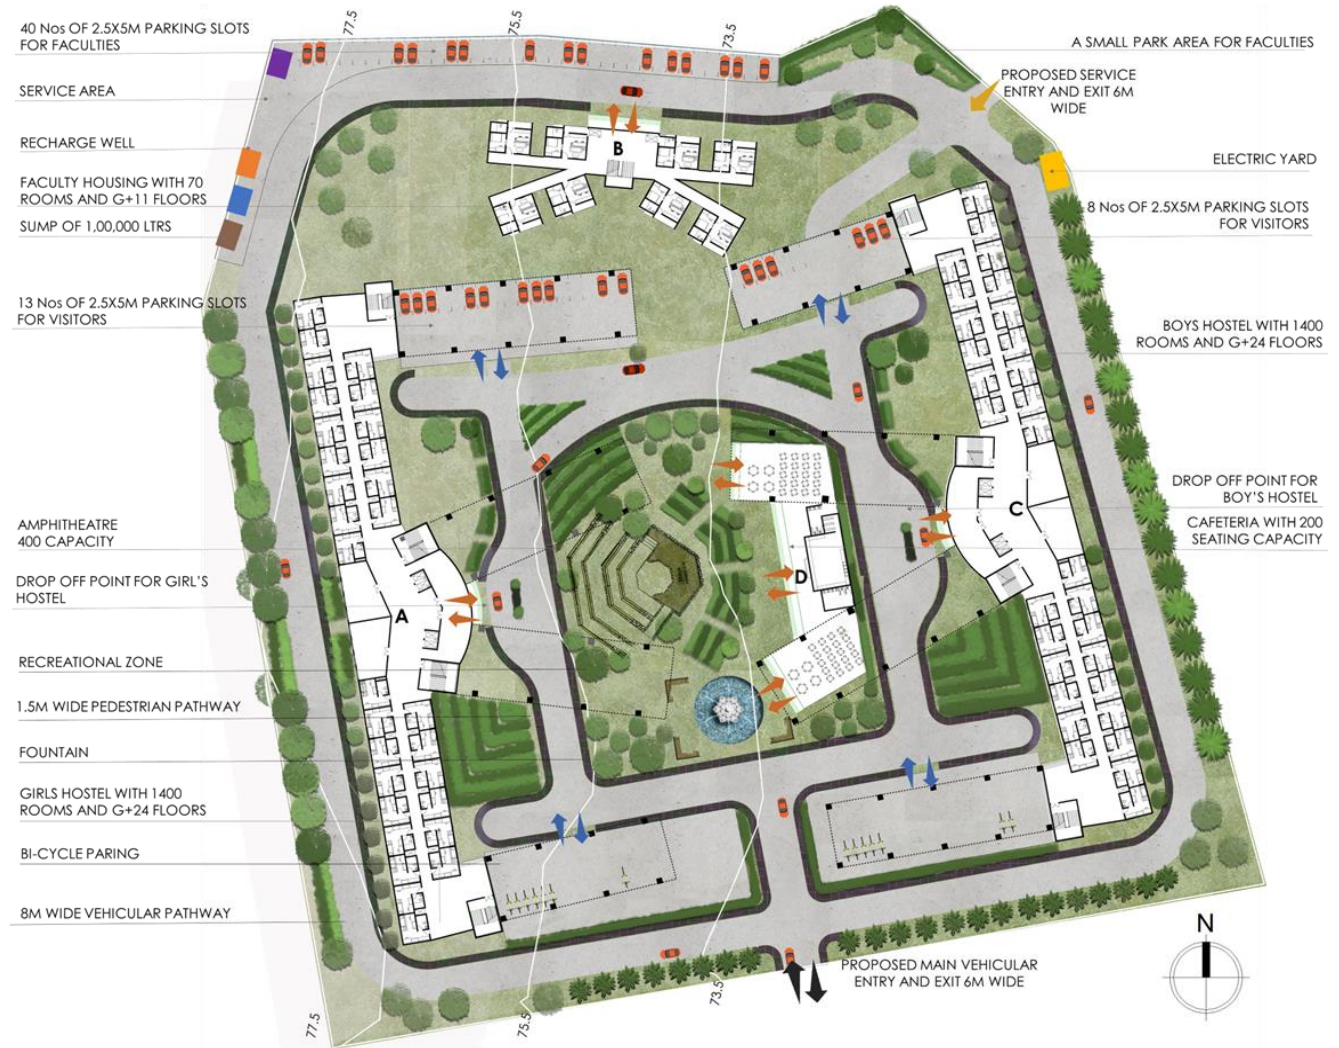 77.5
75.5
73.5
40 Nos OF 2.5X5M PARKING SLOTS
FOR FACULTIES
SERVICE AREA
RECHARGE WELL
FACULTY HOUSING WITH 70
ROOMS AND G+11 FLOORS
SUMP OF 1,00,000 LTRS
13 Nos OF 2.5X5M PARKING SLOTS
FOR VISITORS
AMPHITHEATRE
400 CAPACITY
DROP OFF POINT FOR GIRL'S
HOSTEL
RECREATIONAL ZONE
1.5M WIDE PEDESTRIAN PATHWAY
FOUNTAIN
GIRLS HOSTEL WITH 1400
ROOMS AND G+24 FLOORS
BI-CYCLE PARING
8M WIDE VEHICULAR PATHWAY
B
A
D
C
A SMALL PARK AREA FOR FACULTIES
PROPOSED SERVICE
ENTRY AND EXIT 6M
WIDE
ELECTRIC YARD
8 Nos OF 2.5X5M PARKING SLOTS
FOR VISITORS
BOYS HOSTEL WITH 1400
ROOMS AND G+24 FLOORS
DROP OFF POINT FOR
BOY'S HOSTEL
CAFETERIA WITH 200
SEATING CAPACITY
PROPOSED MAIN VEHICULAR
ENTRY AND EXIT 6M WIDE
N
77.5
75.5
73.5